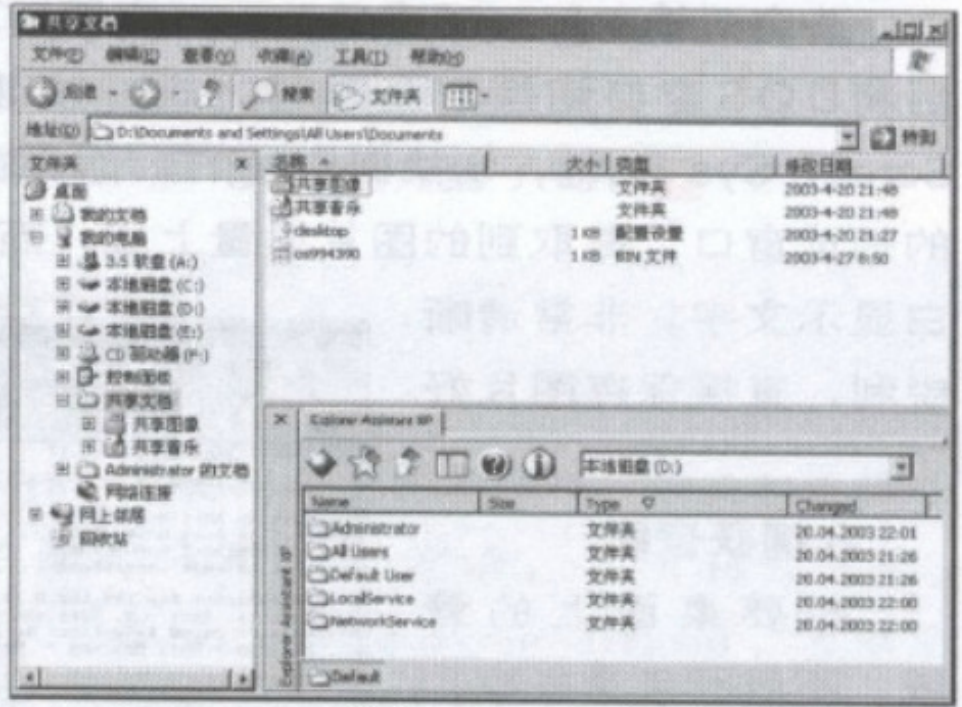 共享文档
文件(F) 编辑(E) 查看(V) 收藏(A) 工具(T) 帮助(H)
后退 搜索 文件夹
地址(D) D:\Documents and Settings\All Users\Documents 转到
文件夹 x
桌面
我的文档
我的电脑
3.5 软盘 (A:)
本地磁盘 (C:)
本地磁盘 (D:)
本地磁盘 (E:)
CD 驱动器 (F:)
控制面板
共享文档
共享图像
共享音乐
Administrator 的文档
网络连接
网上邻居
回收站
名称 大小 类型 修改日期
共享图像 文件夹 2003-4-20 21:48
共享音乐 文件夹 2003-4-20 21:48
desktop 1 KB 配置设置 2003-4-20 21:27
os994390 1 KB BIN 文件 2003-4-27 8:50
Explorer Assistant XP
本地磁盘 (D:)
Name Size Type Changed
Administrator 文件夹 20.04.2003 22:01
All Users 文件夹 20.04.2003 21:26
Default User 文件夹 20.04.2003 21:26
LocalService 文件夹 20.04.2003 22:00
NetworkService 文件夹 20.04.2003 22:00
Explorer Assistant XP
Default